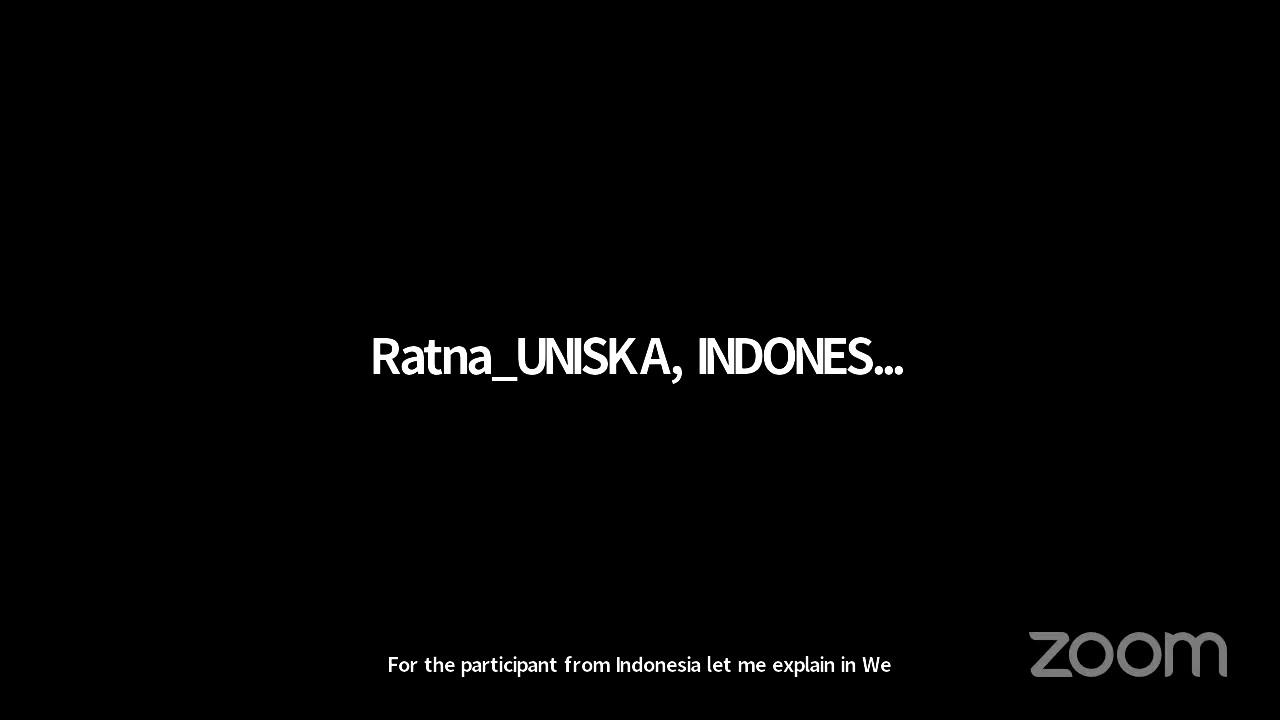 Ratna_UNISKA, INDONES...
For the participant from Indonesia let me explain in We
zoom